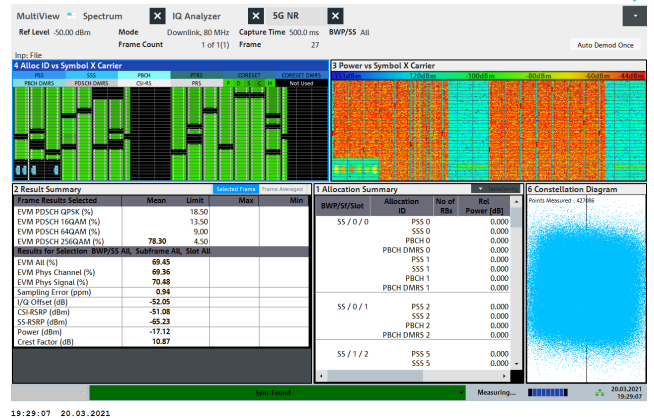 MultiView Spectrum X IQ Analyzer X 5G NR X
Ref Level -50.00 dBm Mode Downlink, 80 MHz Capture Time 500.0 ms BWP/SS All
Frame Count 1 of 1(1) Frame 27
Auto Demod Once
Inp: File
4 Alloc ID vs Symbol X Carrier
PSS SSS PBCH PTRS CORESET CORESET DMRS
PBCH DMRS PDSCH DMRS CSI-RS PRS P D S C H Not Used
3 Power vs Symbol X Carrier
-120dBm -100dBm -80dBm -60dBm -44dBm
2 Result Summary Selected Frame Frame Averaged
Frame Results Selected Mean Limit Max Min
EVM PDSCH QPSK (%) 18.50
EVM PDSCH 16QAM (%) 13.50
EVM PDSCH 64QAM (%) 9.00
EVM PDSCH 256QAM (%) 78.30 4.50
Results for Selection BWP/SS All, Subframe All, Slot All
EVM All (%) 69.45
EVM Phys Channel (%) 69.36
EVM Phys Signal (%) 70.48
Sampling Error (ppm) 0.94
I/Q Offset (dB) -52.05
CSI-RSRP (dBm) -51.08
SS-RSRP (dBm) -65.23
Power (dBm) -17.12
Crest Factor (dB) 10.87
1 Allocation Summary
BWP/Sf/Slot Allocation ID No of RBs Rel Power [dB]
SS / 0 / 0 PSS 0 0.000
SSS 0 0.000
PBCH 0 0.000
PBCH DMRS 0 0.000
PSS 1 0.000
SSS 1 0.000
PBCH 1 0.000
PBCH DMRS 1 0.000
SS / 0 / 1 PSS 2 0.000
SSS 2 0.000
PBCH 2 0.000
PBCH DMRS 2 0.000
SS / 1 / 2 PSS 5 0.000
SSS 5 0.000
6 Constellation Diagram
Points Measured : 427086
Sync Found
Measuring...
20.03.2021
19:29:07
19:29:07 20.03.2021